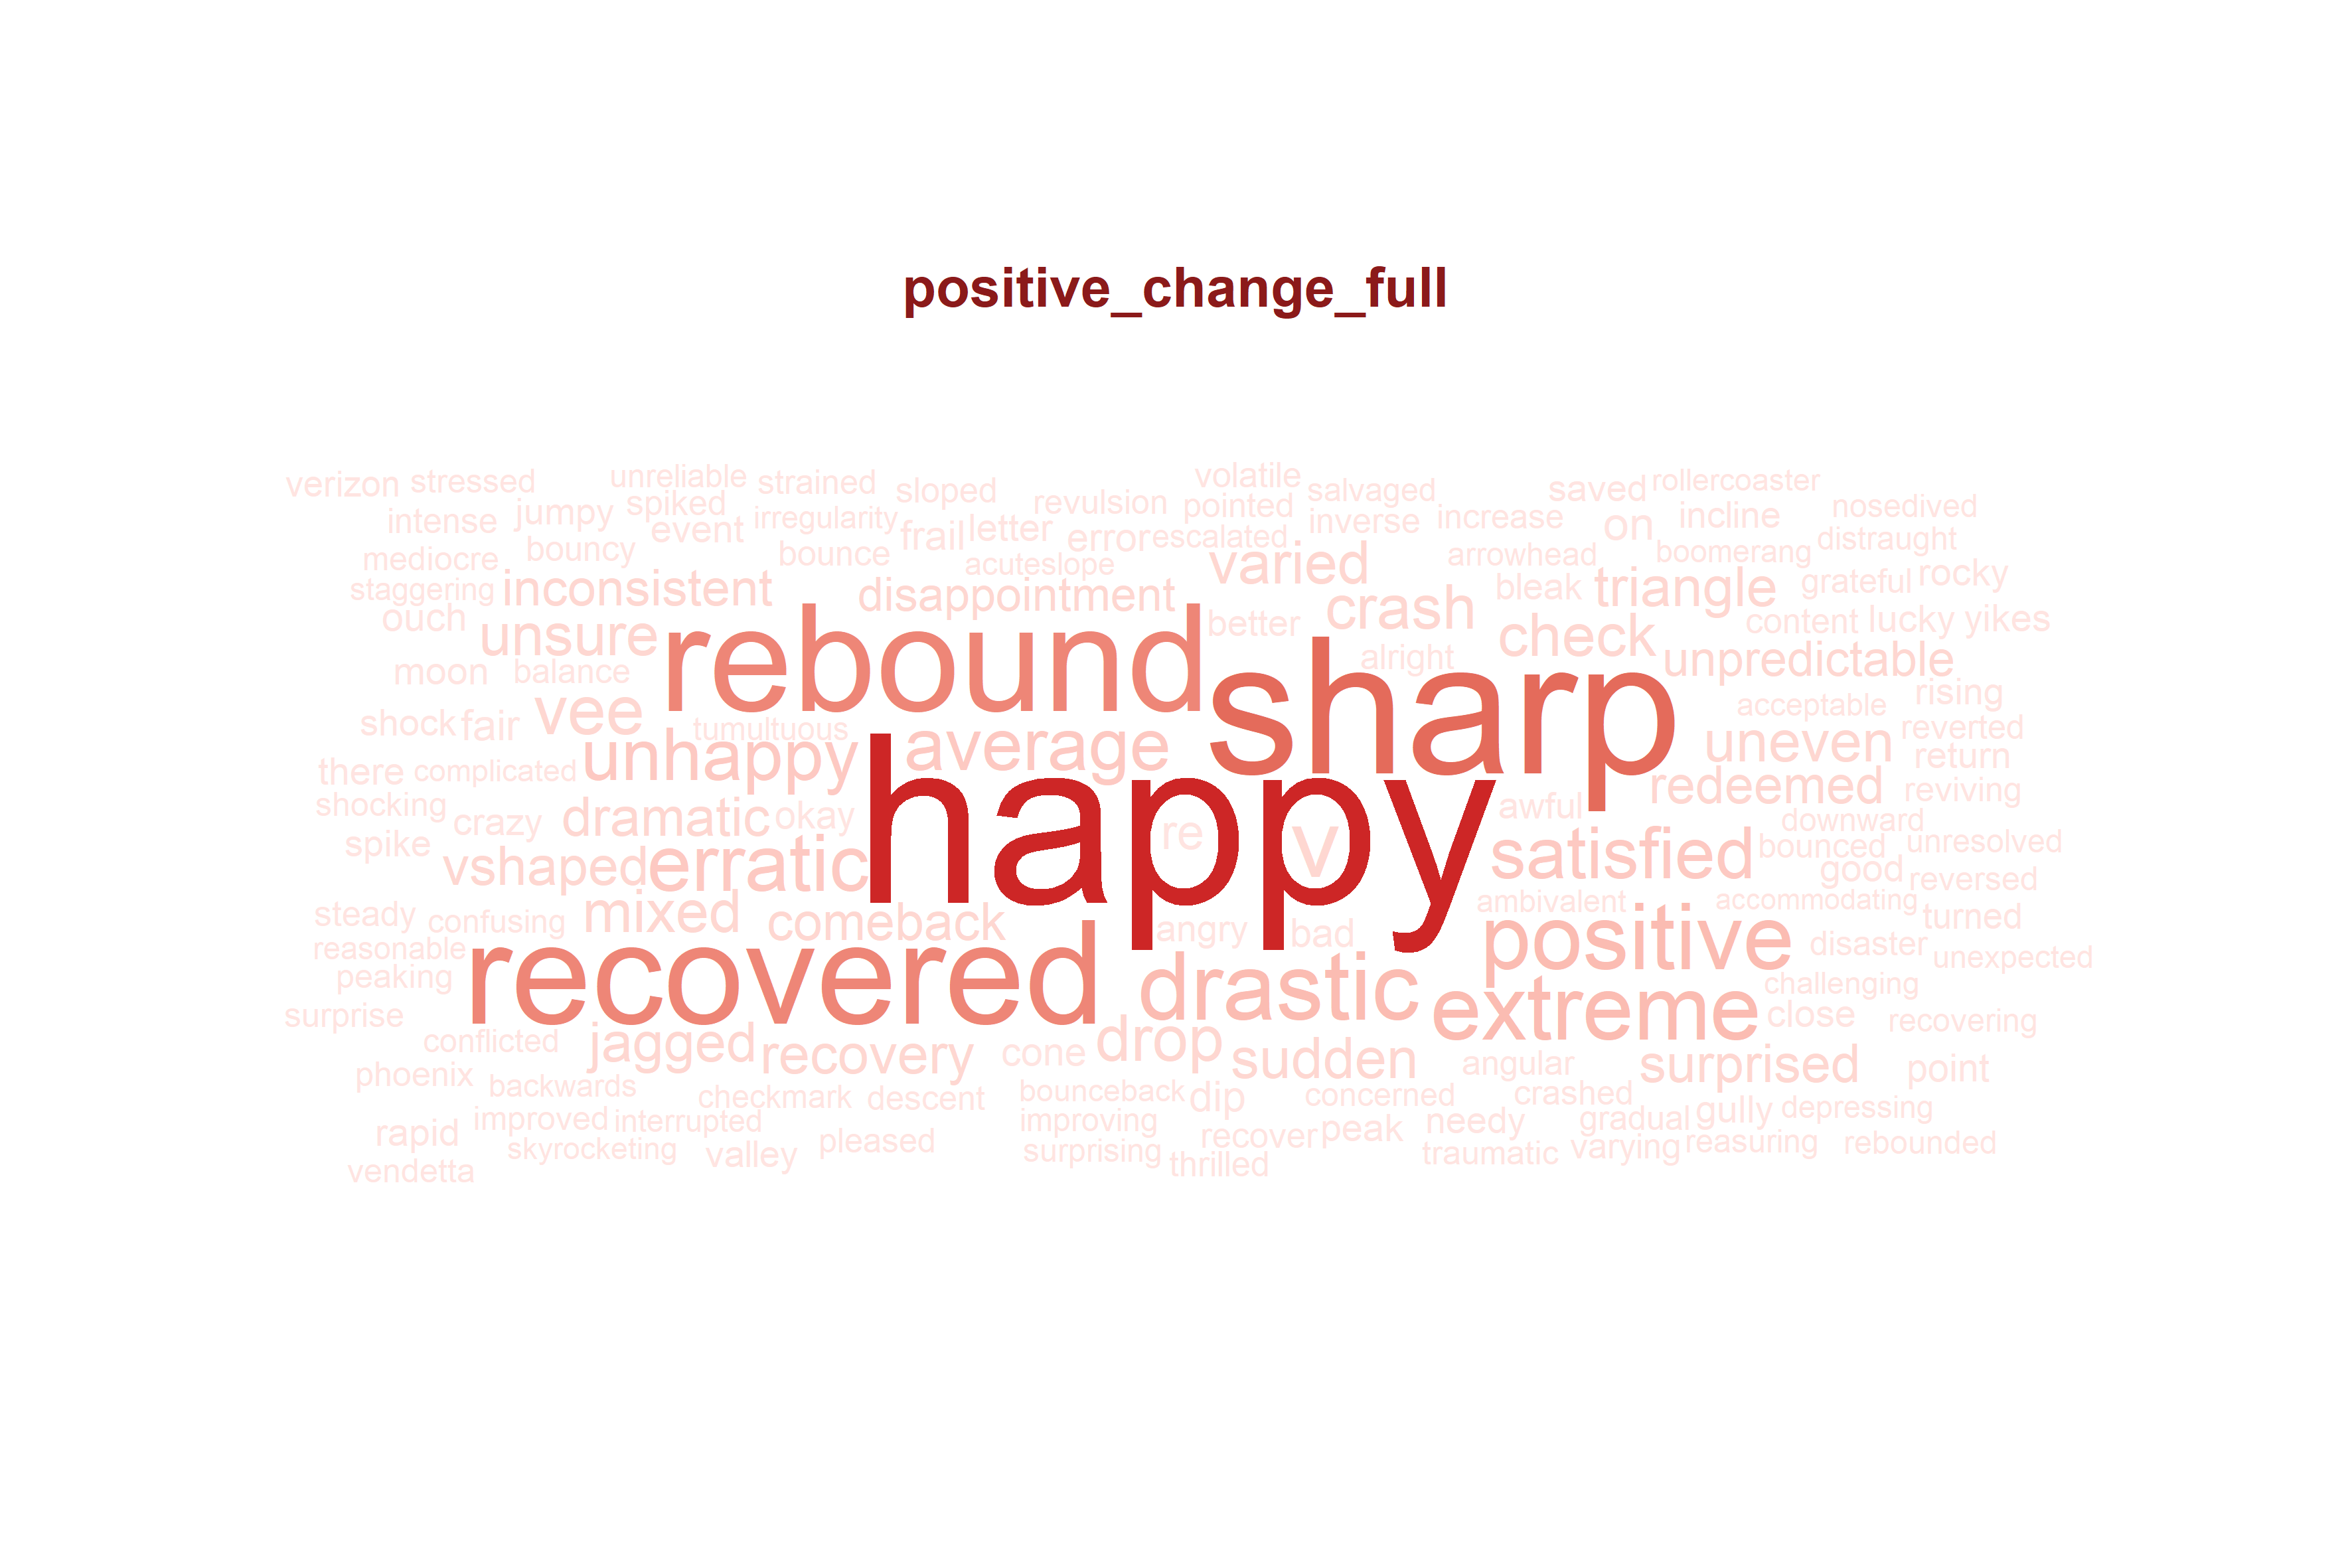 positive_change_full
verizon stressed unreliable strained sloped revulsion volatile pointed salvaged saved rollercoaster nosedived
intense jumpy spiked event irregularity frail letter error escalated inverse increase on incline distraught
mediocre bouncy bounce acuteslope varied arrowhead boomerang
staggering inconsistent disappointment crash bleak triangle grateful rocky
ouch unsure rebound better check content lucky yikes
moon balance sharp alright unpredictable
shock fair vee tumultuous acceptable rising
there complicated unhappy average uneven reverted return
shocking crazy dramatic okay happy re v awful redeemed reviving
spike vshaped erratic satisfied downward bounced unresolved good reversed
steady confusing mixed comeback angry bad ambivalent accommodating turned
reasonable peaking recovered drastic positive disaster unexpected
surprise extreme challenging close recovering
conflicted jagged recovery cone drop sudden angular surprised point
phoenix backwards checkmark descent bounceback dip concerned crashed
rapid improved interrupted improving recover peak needy gradual gully depressing
skyrocketing valley pleased surprising thrilled traumatic varying reasuring rebounded
vendetta